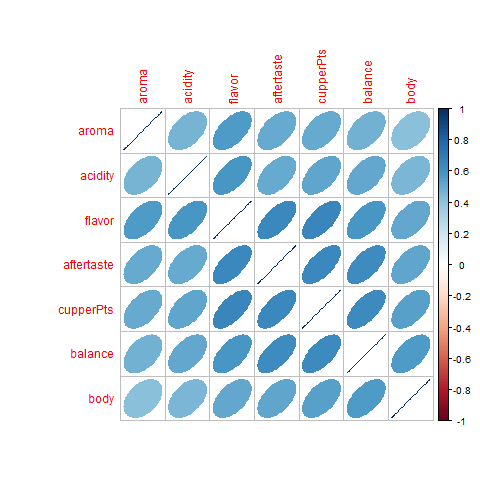 aroma
acidity
flavor
aftertaste
cupperPts
balance
body
aroma
acidity
flavor
aftertaste
cupperPts
balance
body
1
0.8
0.6
0.4
0.2
0
-0.2
-0.4
-0.6
-0.8
-1